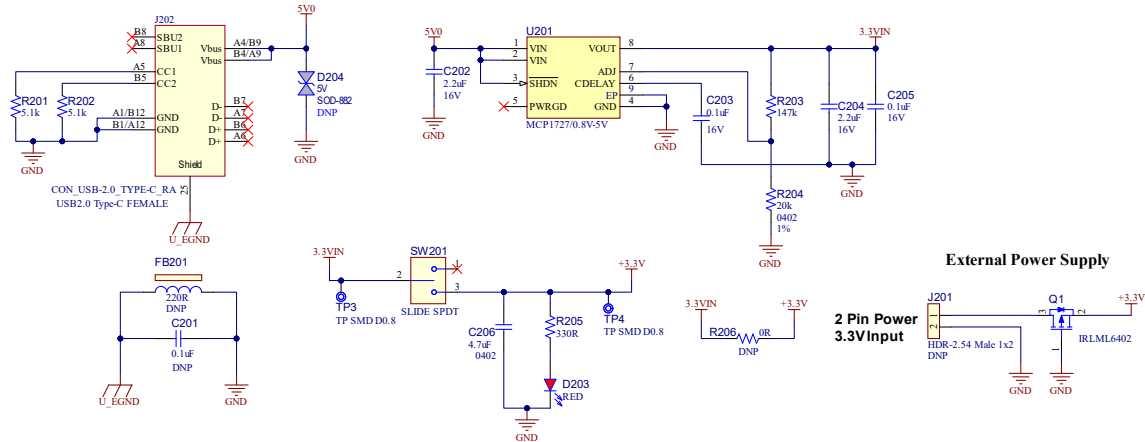 J202
B8 SBU2
A8 SBU1
Vbus A4/B9
Vbus B4/A9
A5 CC1
B5 CC2
D- B7
D- A7
D+ B6
D+ A6
A1/B12 GND
B1/A12 GND
Shield
25
CON_USB-2.0_TYPE-C_RA
USB2.0 Type-C FEMALE
U_EGND
R201
5.1k
R202
5.1k
GND
5V0
D204
5V
SOD-882
DNP
GND
5V0
C202
2.2uF
16V
GND
U201
1 VIN
2 VIN
3 SHDN
5 PWRGD
VOUT 8
ADJ 7
CDELAY 6
EP 9
GND 4
MCP1727/0.8V-5V
GND
C203
0.1uF
16V
R203
147k
C204
2.2uF
16V
C205
0.1uF
16V
3.3VIN
GND
R204
20k
0402
1%
GND
FB201
220R
DNP
C201
0.1uF
DNP
U_EGND
GND
3.3VIN
TP3
TP SMD D0.8
SW201
1
2
3
SLIDE SPDT
+3.3V
TP4
TP SMD D0.8
C206
4.7uF
0402
R205
330R
D203
RED
GND
3.3VIN
+3.3V
R206
0R
DNP
External Power Supply
2 Pin Power
3.3V Input
J201
1
2
HDR-2.54 Male 1x2
DNP
GND
Q1
3
2
1
IRLML6402
+3.3V
GND